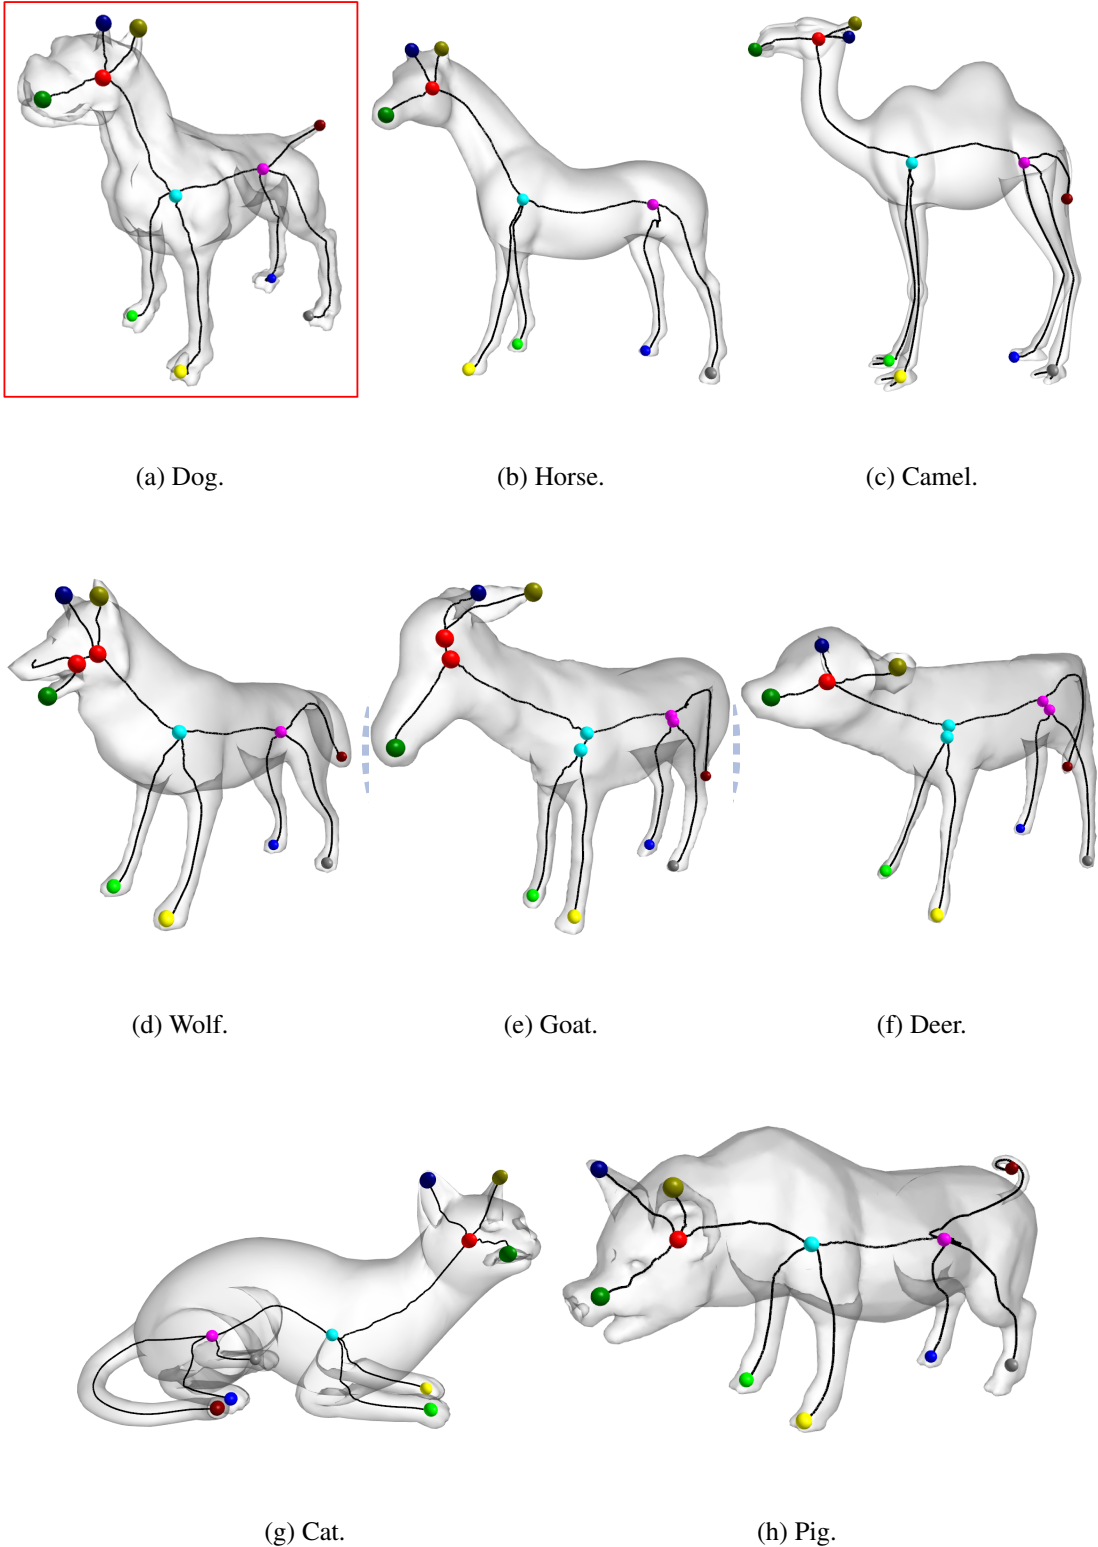 (a) Dog.
(b) Horse.
(c) Camel.
(d) Wolf.
(e) Goat.
(f) Deer.
(g) Cat.
(h) Pig.